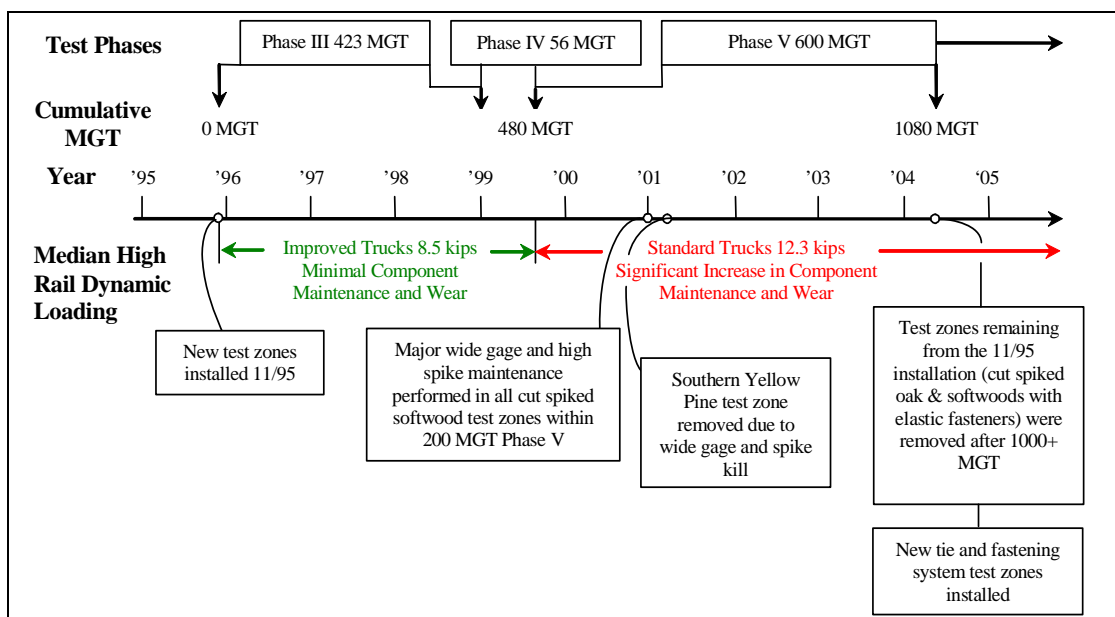 Test Phases
Phase III 423 MGT
Phase IV 56 MGT
Phase V 600 MGT
Cumulative
MGT
0 MGT
480 MGT
1080 MGT
Year
'95
'96
'97
'98
'99
'00
'01
'02
'03
'04
'05
Median High
Rail Dynamic
Loading
Improved Trucks 8.5 kips
Minimal Component
Maintenance and Wear
Standard Trucks 12.3 kips
Significant Increase in Component
Maintenance and Wear
New test zones
installed 11/95
Major wide gage and high
spike maintenance
performed in all cut spiked
softwood test zones within
200 MGT Phase V
Southern Yellow
Pine test zone
removed due to
wide gage and spike
kill
Test zones remaining
from the 11/95
installation (cut spiked
oak & softwoods with
elastic fasteners) were
removed after 1000+
MGT
New tie and fastening
system test zones
installed